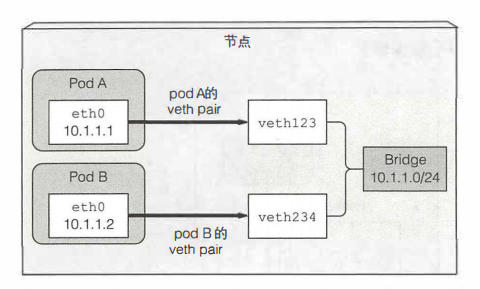 节点
Pod A
eth0
10.1.1.1
pod A的
veth pair
veth123
Bridge
10.1.1.0/24
Pod B
eth0
10.1.1.2
pod B的
veth pair
veth234